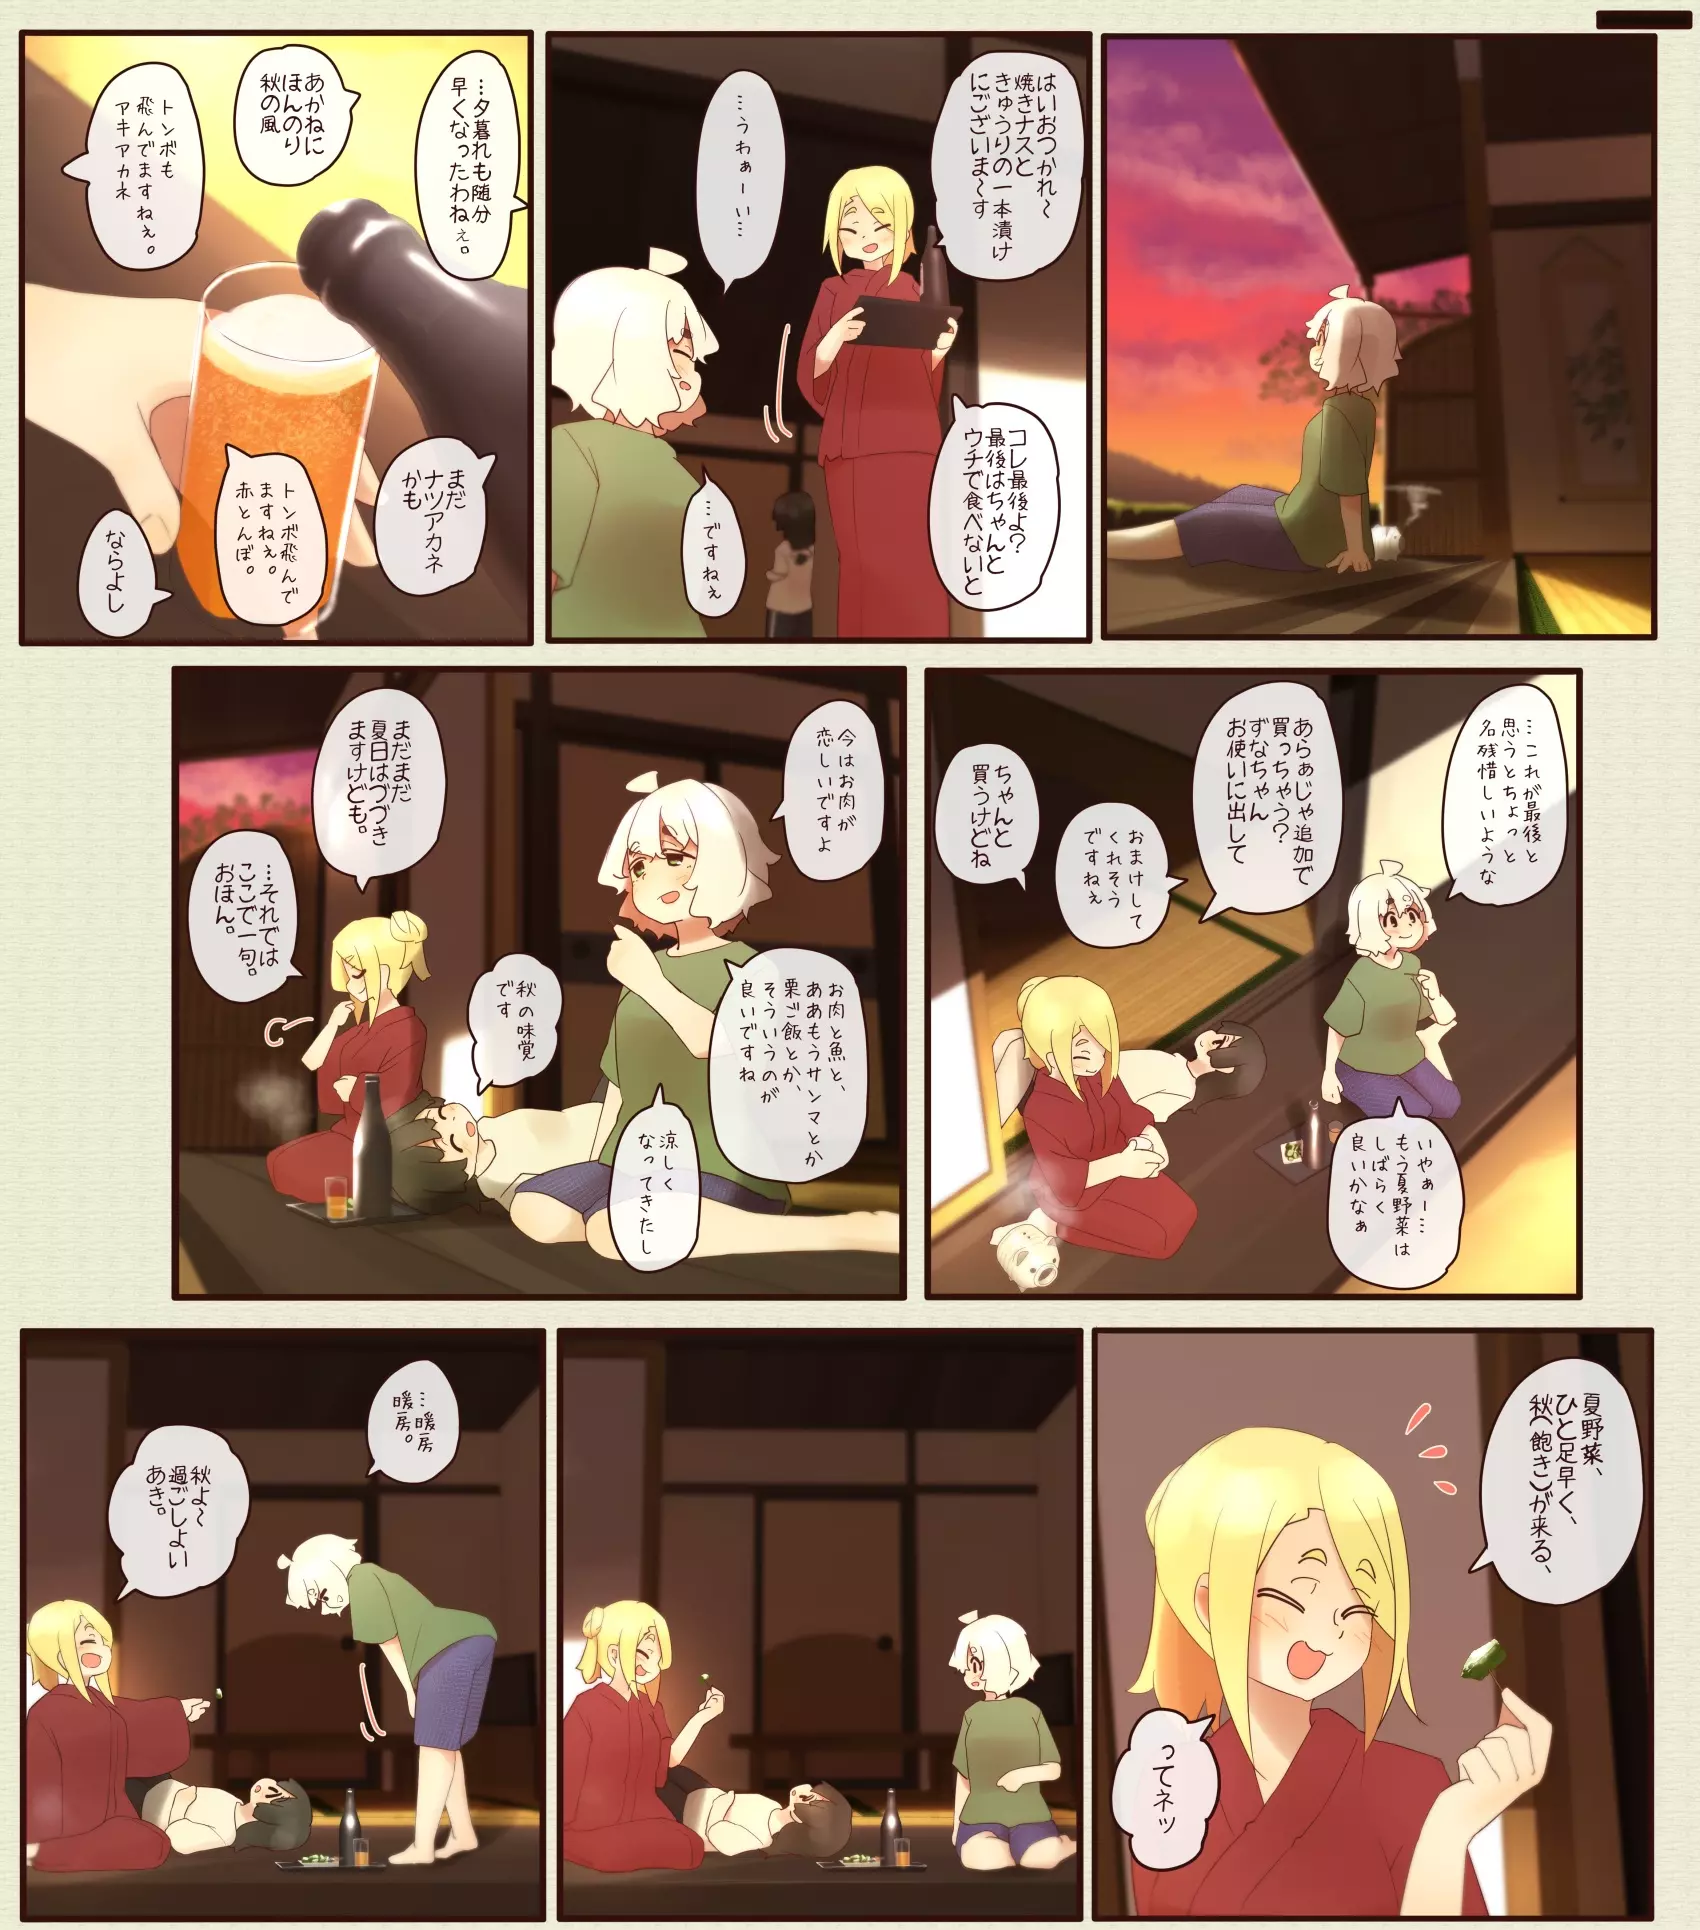 はいおつかれ〜
焼きナスと
きゅうりの一本漬け
にございま〜す
…うわぁーい…
コレ最後よ?
最後はちゃんと
ウチで食べないと
…ですねぇ
…夕暮れも随分
早くなったわねぇ。
あかねに
ほんのり
秋の風
トンボも
飛んでますねぇ。
アキアカネ
まだ
ナツアカネ
かも
トンボ飛んで
ますねぇ。
赤とんぼ。
ならよし
…これが最後と
思うとちょっと
名残惜しいような
あらぁじゃ追加で
買っちゃう?
ずなちゃん
お使いに出して
おまけして
くれそう
ですねぇ
ちゃんと
買うけどね
いやぁー…
もう夏野菜は
しばらく
良いかなぁ
今はお肉が
恋しいですよ
お肉と魚と、
ああもうサンマとか
栗ご飯とか、
そういうのが
良いですね
涼しく
なってきたし
秋の味覚
です
まだまだ
夏日はつづき
ますけども。
…それでは
ここで一句。
おほん。
夏野菜、
ひと足早く、
秋(飽き)が来る、
ってネッ
…暖房
暖房。
秋よ〜
過ごしよい
あき。